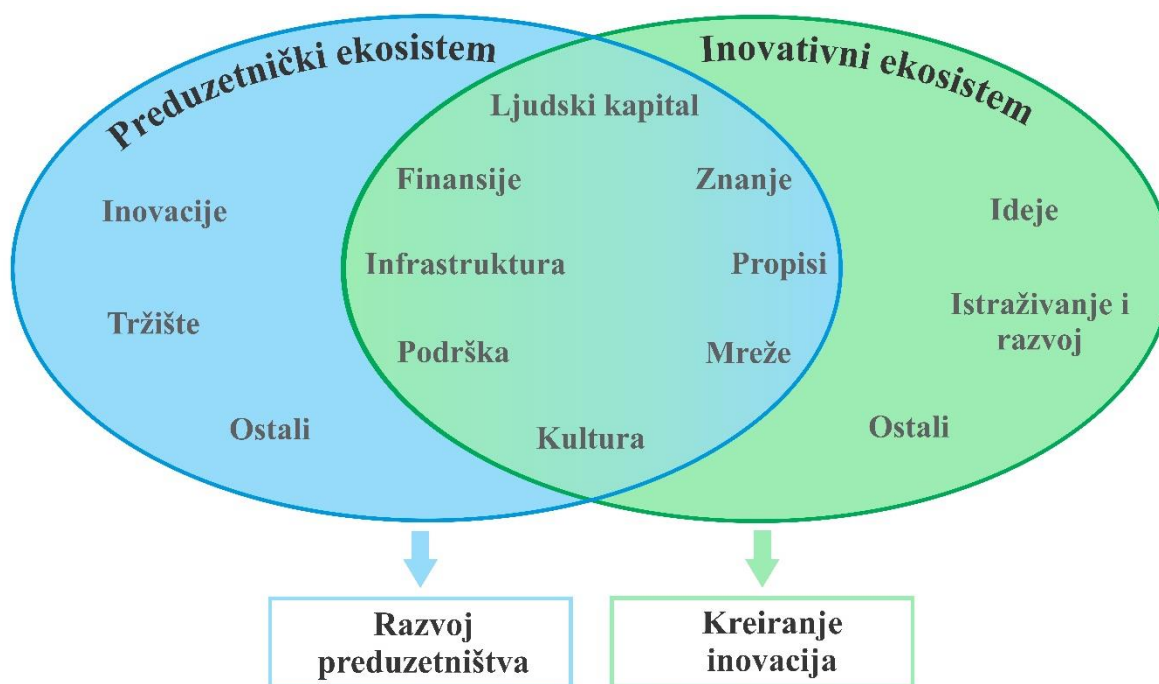 Preduzetnički ekosistem
Inovativni ekosistem
Ljudski kapital
Finansije
Znanje
Inovacije
Ideje
Infrastruktura
Propisi
Tržište
Istraživanje i
razvoj
Podrška
Mreže
Ostali
Kultura
Ostali
Razvoj
preduzetništva
Kreiranje
inovacija